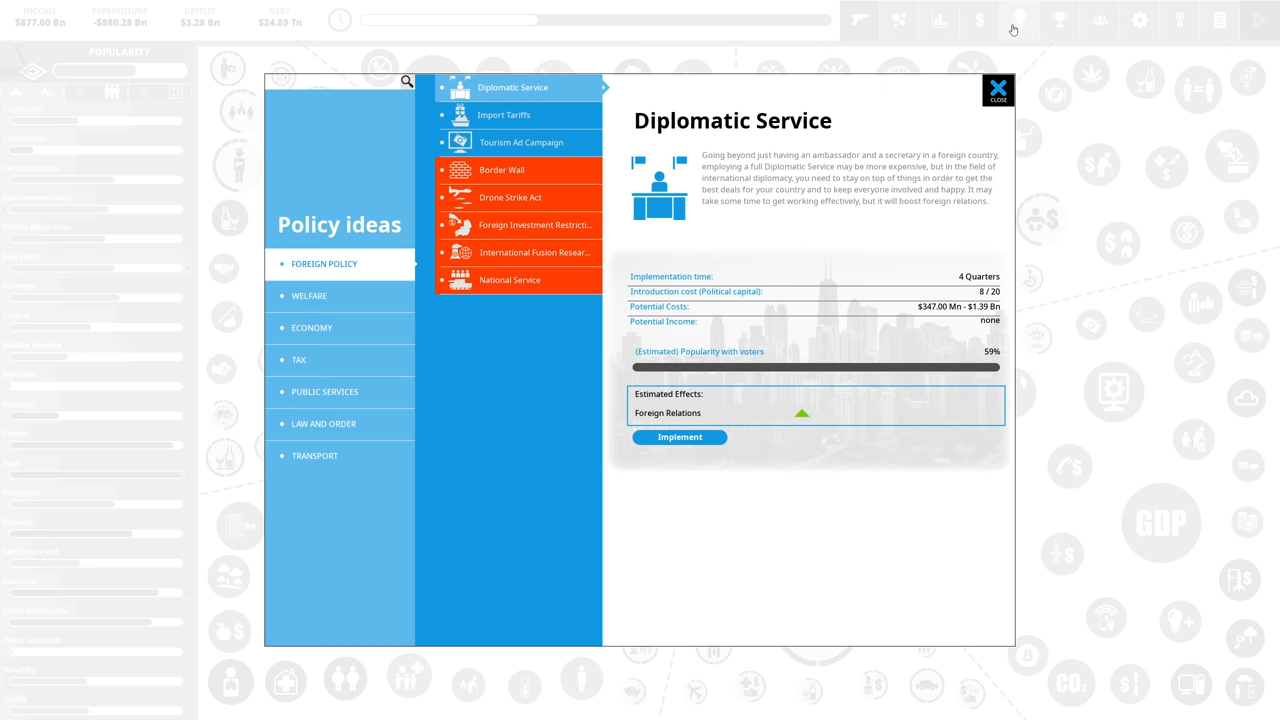 INCOME
$877.00 Bn
EXPENDITURE
-$880.28 Bn
DEFICIT
$3.28 Bn
DEBT
$24.89 Tn
POPULARITY
CLOSE
Policy ideas
FOREIGN POLICY
WELFARE
ECONOMY
TAX
PUBLIC SERVICES
LAW AND ORDER
TRANSPORT
Diplomatic Service
Import Tariffs
Tourism Ad Campaign
Border Wall
Drone Strike Act
Foreign Investment Restricti...
International Fusion Resear...
National Service
Diplomatic Service
Going beyond just having an ambassador and a secretary in a foreign country,
employing a full Diplomatic Service may be more expensive, but in the field of
international diplomacy, you need to stay on top of things in order to get the
best deals for your country and to keep everyone involved and happy. It may
take some time to get working effectively, but it will boost foreign relations.
Implementation time: 4 Quarters
Introduction cost (Political capital): 8 / 20
Potential Costs: $347.00 Mn - $1.39 Bn
Potential Income: none
(Estimated) Popularity with voters 59%
Estimated Effects:
Foreign Relations
Implement
GDP
CO2
State Employees
Trade Unionist
Wealthy
Youth